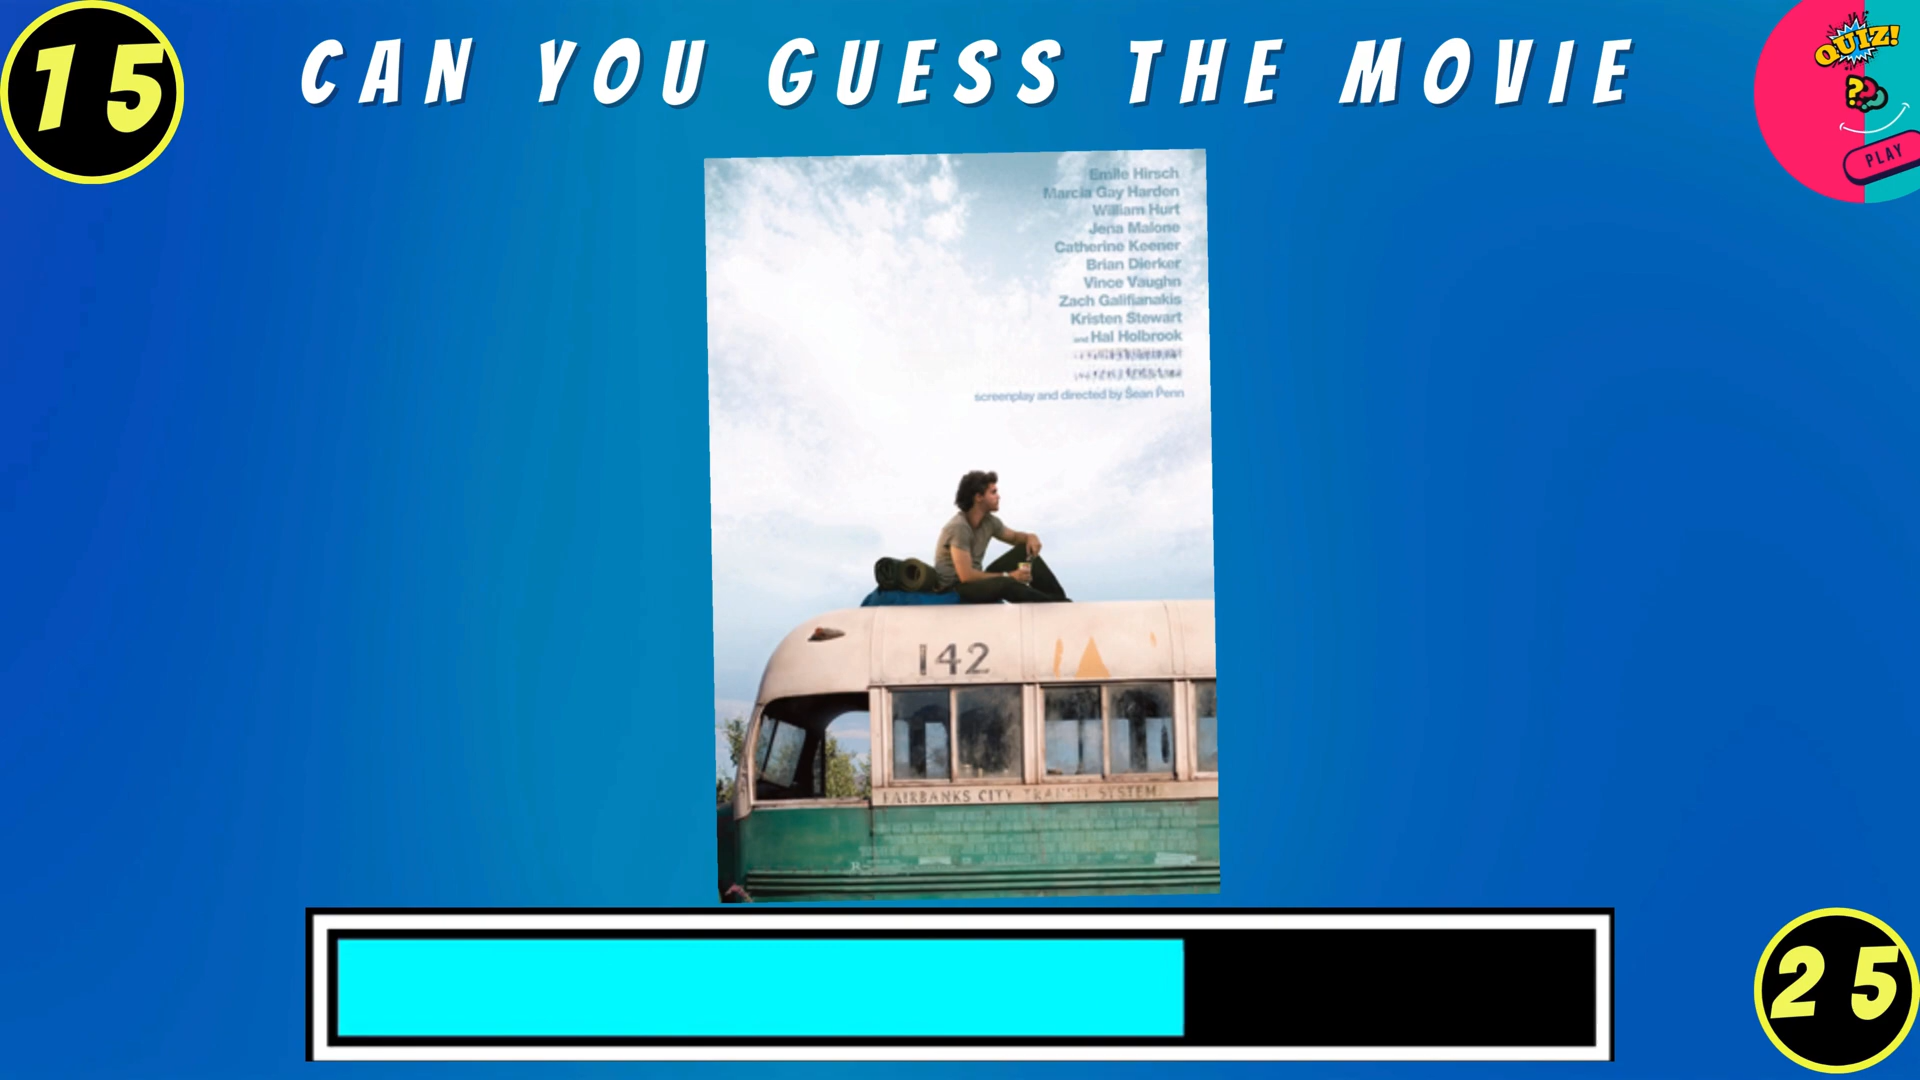 15
CAN YOU GUESS THE MOVIE
QUIZ!
??
PLAY
Emile Hirsch
Marcia Gay Harden
William Hurt
Jena Malone
Catherine Keener
Brian Dierker
Vince Vaughn
Zach Galifianakis
Kristen Stewart
and Hal Holbrook
screenplay and directed by Sean Penn
142
FAIRBANKS CITY TRANSIT SYSTEM
25